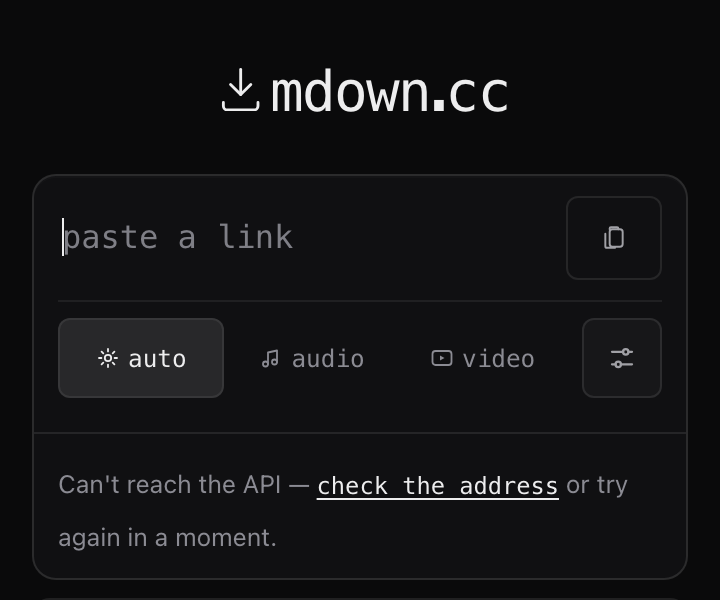 mdown.cc
paste a link
auto audio video
Can't reach the API — check the address or try
again in a moment.